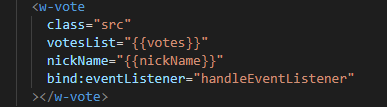 <w-vote
class="src"
votesList="{{votes}}"
nickName="{{nickName}}"
bind:eventListener="handleEventListener"
></w-vote>